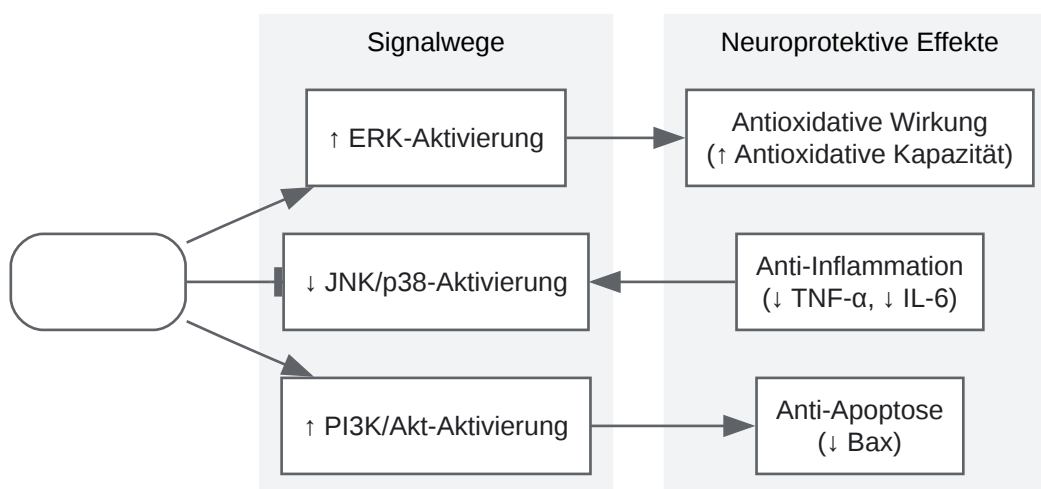 Signalwege
Neuroprotektive Effekte
↑ ERK-Aktivierung
Antioxidative Wirkung
(↑ Antioxidative Kapazität)
↓ JNK/p38-Aktivierung
Anti-Inflammation
(↓ TNF-α, ↓ IL-6)
↑ PI3K/Akt-Aktivierung
Anti-Apoptose
(↓ Bax)